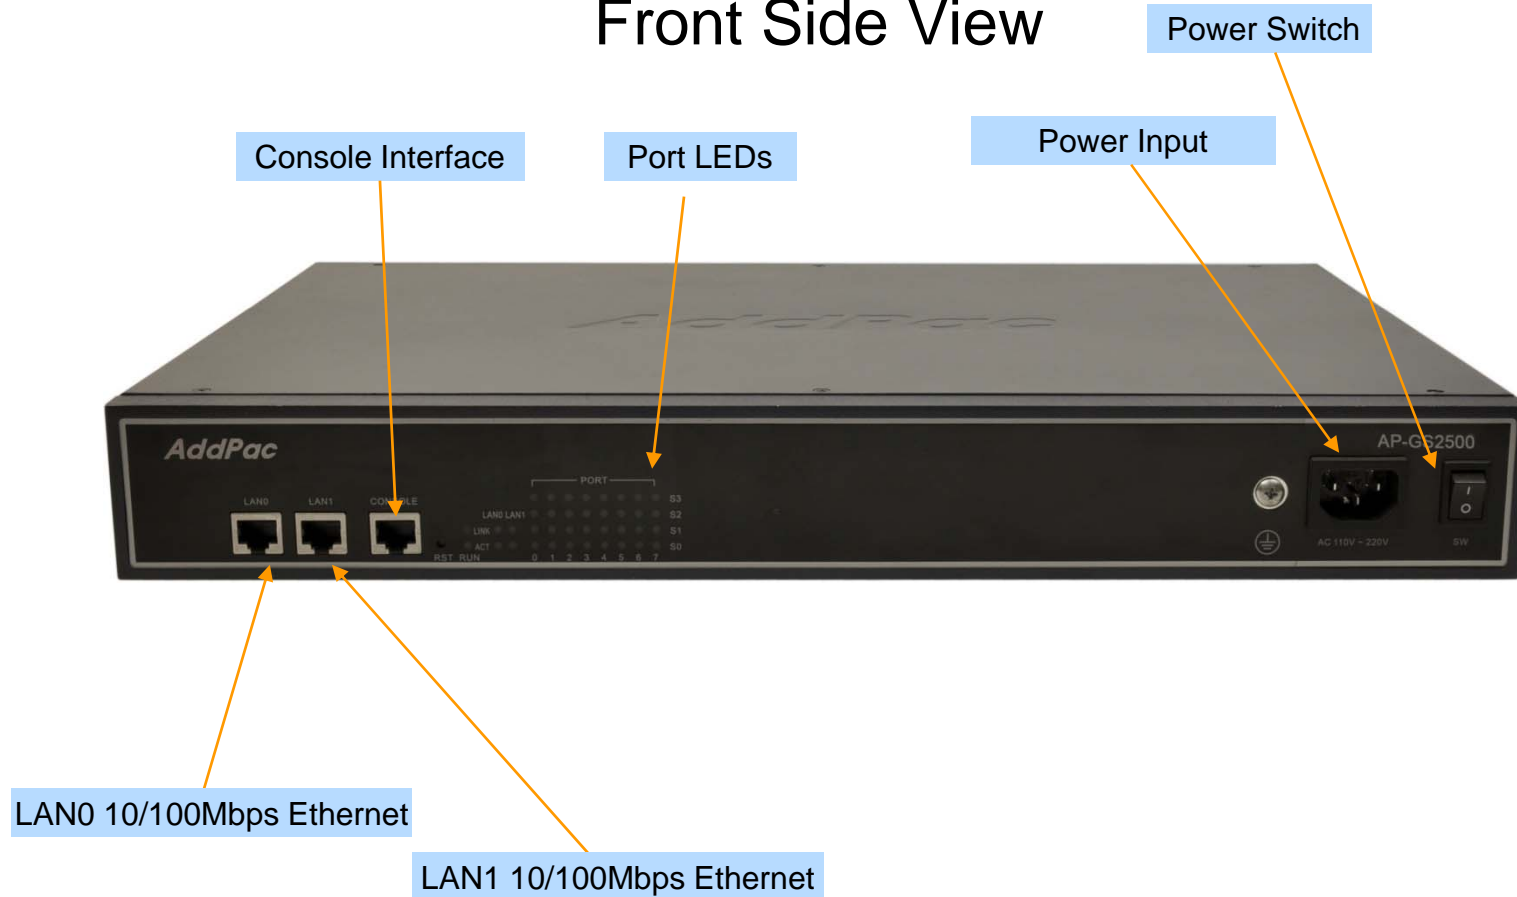 Front Side View
Power Switch
Console Interface
Port LEDs
Power Input
AddPac
AddPac
AP-GS2500
PORT
LAN0
LAN1
CONSOLE
S3
LAN0 LAN1
S2
LINK
S1
ACT
S0
RST RUN
0 1 2 3 4 5 6 7
AC 110V ~ 220V
SW
LAN0 10/100Mbps Ethernet
LAN1 10/100Mbps Ethernet